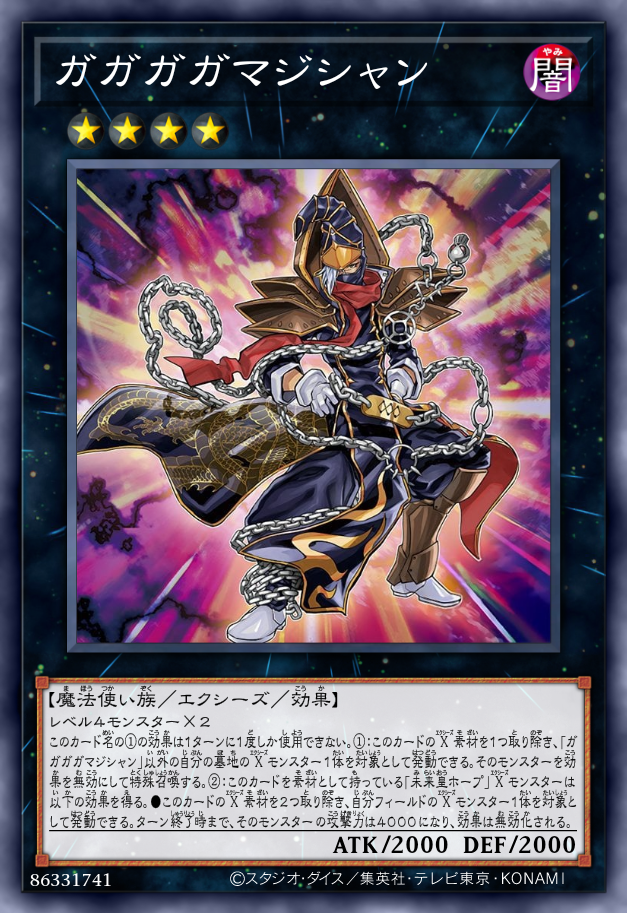 ガガガガマジシャン
やみ
闇
【魔法使い族／エクシーズ／効果】
レベル4モンスター×2
このカード名の①の効果は1ターンに1度しか使用できない。①:このカードのX素材を1つ取り除き、「ガ
ガガガマジシャン」以外の自分の墓地のXモンスター1体を対象として発動できる。そのモンスターを効
果を無効にして特殊召喚する。②:このカードを素材として持っている「未来皇ホープ」Xモンスターは
以下の効果を得る。●このカードのX素材を2つ取り除き、自分フィールドのXモンスター1体を対象と
して発動できる。ターン終了時まで、そのモンスターの攻撃力は4000になり、効果は無効化される。
ATK/2000 DEF/2000
86331741 ©スタジオ・ダイス／集英社・テレビ東京・KONAMI